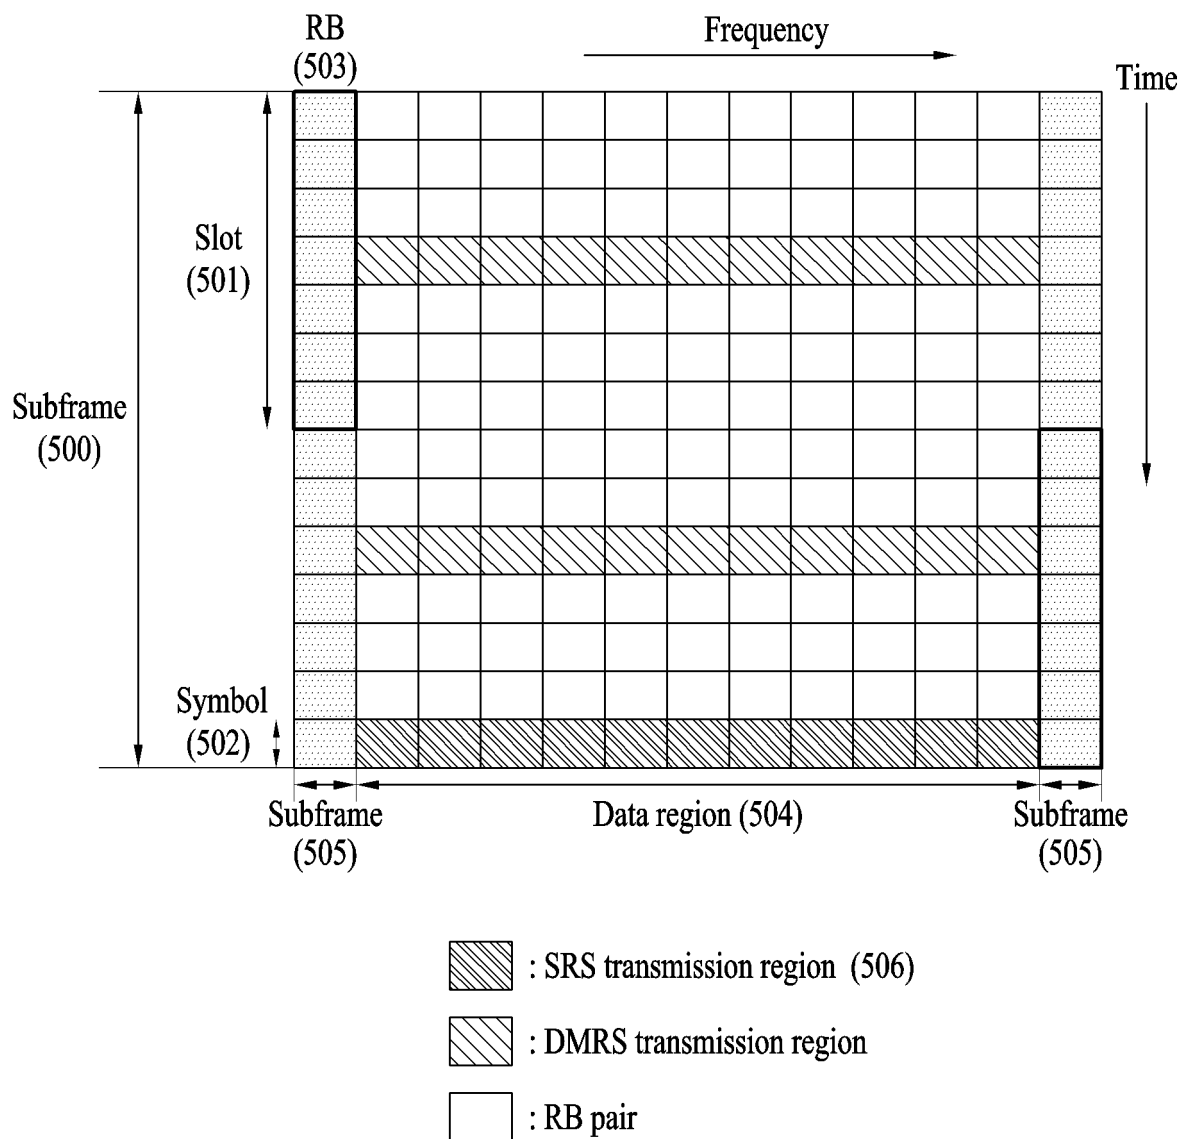 RB
(503)
Frequency
Time
Slot
(501)
Subframe
(500)
Symbol
(502)
Subframe
(505)
Data region (504)
Subframe
(505)
: SRS transmission region (506)
: DMRS transmission region
: RB pair